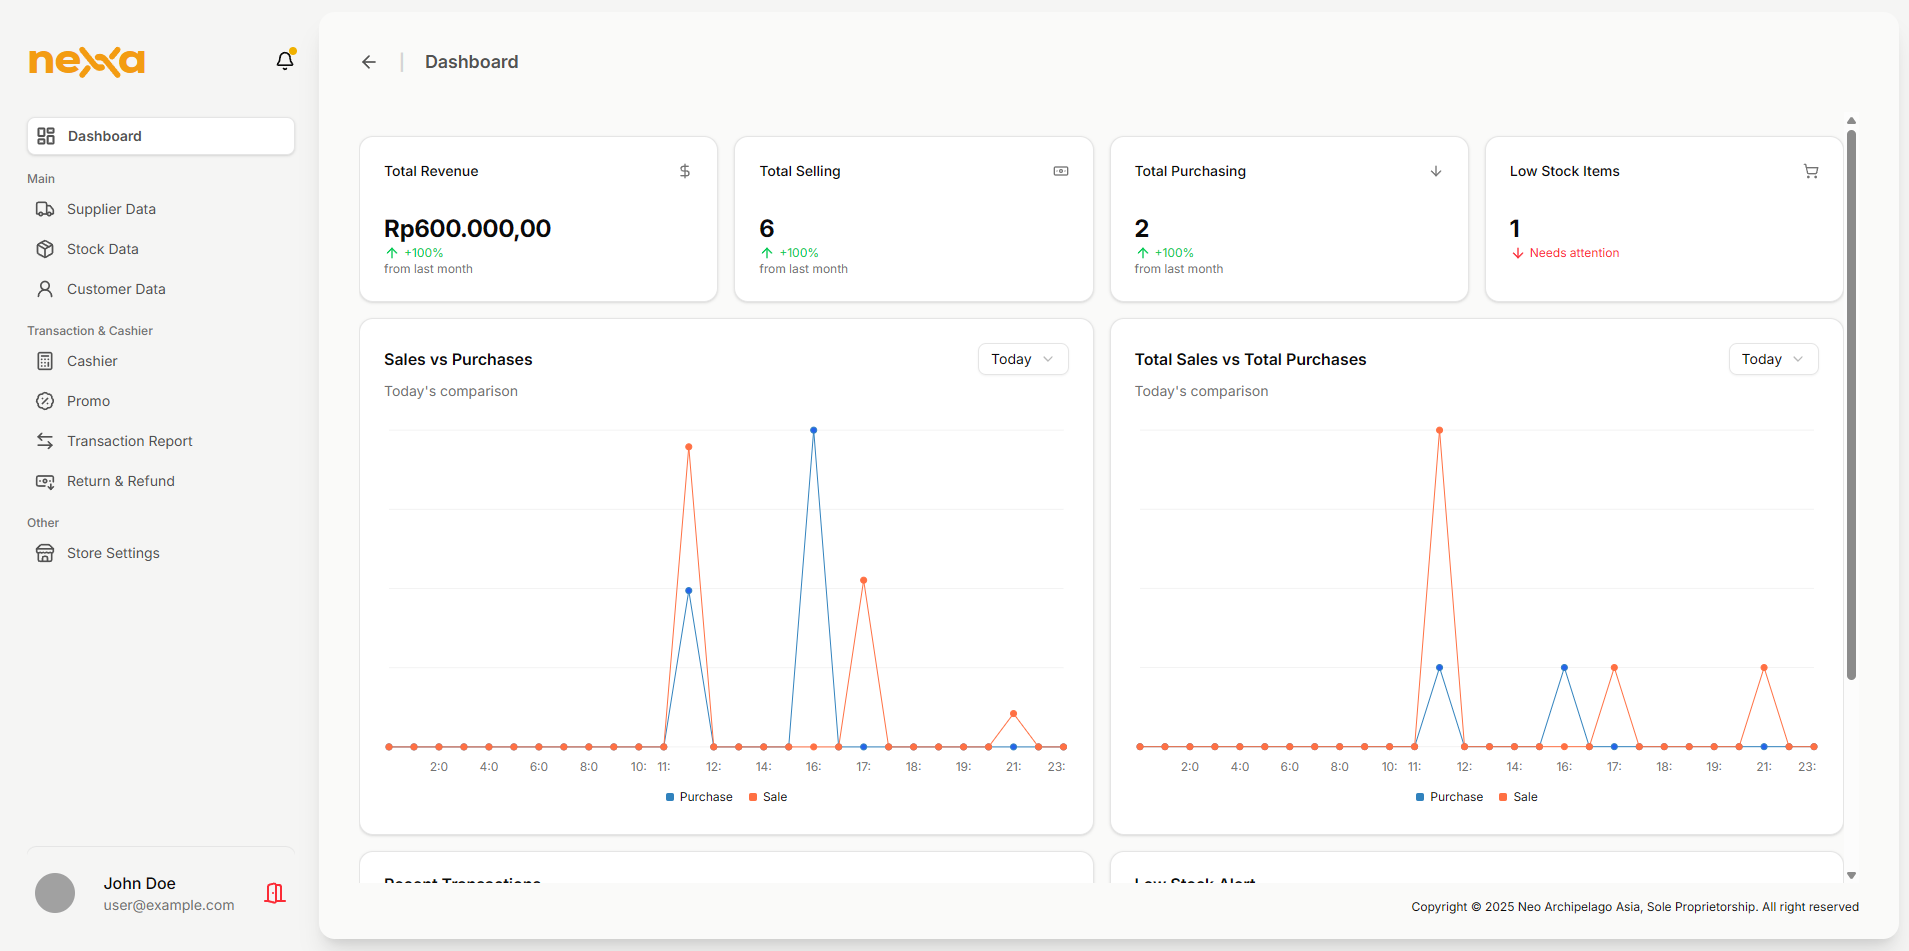 nexxa
Dashboard
Main
Supplier Data
Stock Data
Customer Data
Transaction & Cashier
Cashier
Promo
Transaction Report
Return & Refund
Other
Store Settings
John Doe
user@example.com
Dashboard
Total Revenue
$
Rp600.000,00
+100%
from last month
Total Selling
6
+100%
from last month
Total Purchasing
2
+100%
from last month
Low Stock Items
1
Needs attention
Sales vs Purchases
Today
Today's comparison
2:0 4:0 6:0 8:0 10: 11: 12: 14: 16: 17: 18: 19: 21: 23:
Purchase Sale
Total Sales vs Total Purchases
Today
Today's comparison
2:0 4:0 6:0 8:0 10: 11: 12: 14: 16: 17: 18: 19: 21: 23:
Purchase Sale
Recent Transactions
Low Stock Alert
Copyright © 2025 Neo Archipelago Asia, Sole Proprietorship. All right reserved